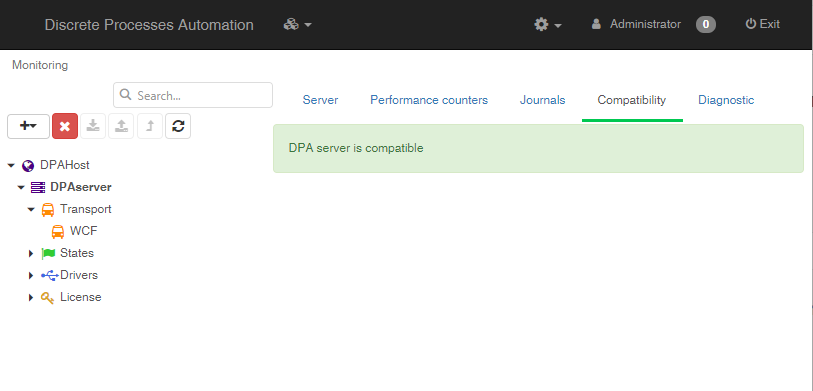 Discrete Processes Automation
Administrator 0 Exit
Monitoring
Search...
Server Performance counters Journals Compatibility Diagnostic
DPA server is compatible
DPAHost
DPAserver
Transport
WCF
States
Drivers
License